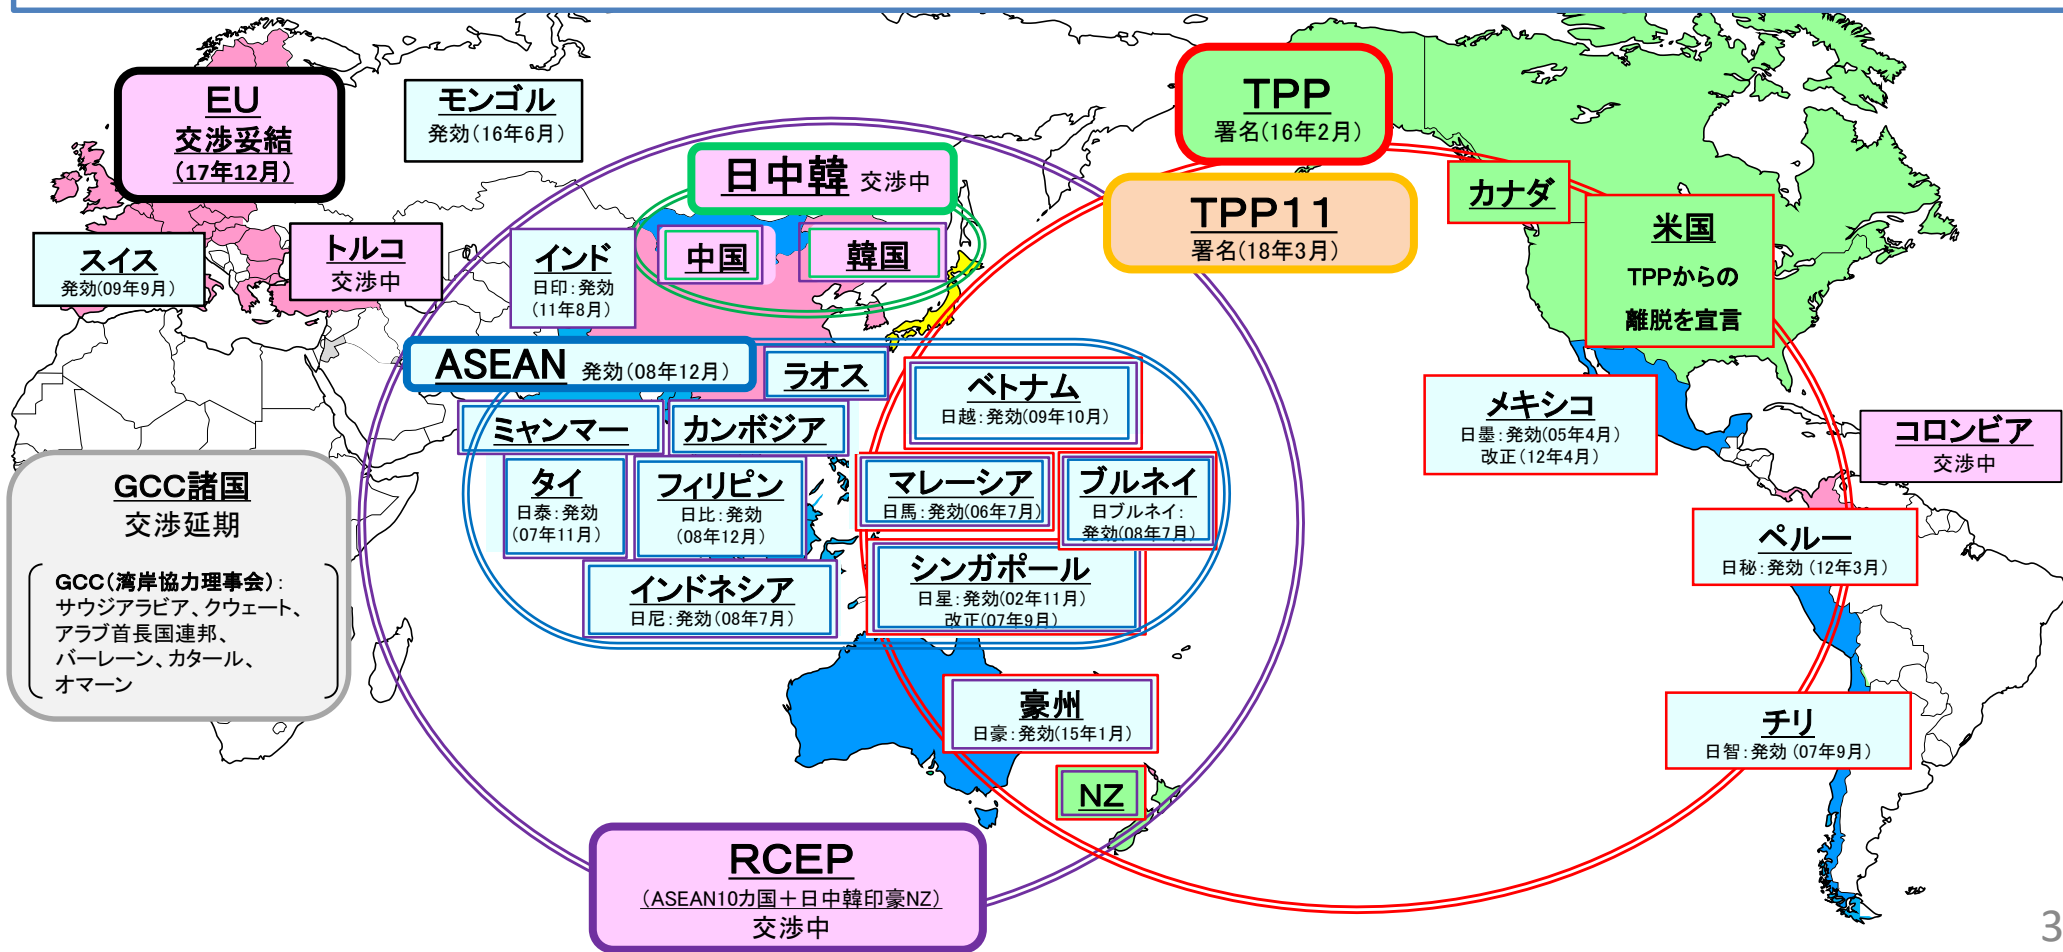 EU
交渉妥結
(17年12月)
モンゴル
発効(16年6月)
TPP
署名(16年2月)
日中韓 交渉中
カナダ
TPP11
署名(18年3月)
米国
TPPからの
離脱を宣言
スイス
発効(09年9月)
トルコ
交渉中
インド
日印:発効
(11年8月)
中国
韓国
ASEAN 発効(08年12月)
ラオス
ベトナム
日越:発効(09年10月)
メキシコ
日墨:発効(05年4月)
改正(12年4月)
コロンビア
交渉中
ミャンマー
カンボジア
タイ
日泰:発効
(07年11月)
フィリピン
日比:発効
(08年12月)
マレーシア
日馬:発効(06年7月)
ブルネイ
日ブルネイ:
発効(08年7月)
GCC諸国
交渉延期
GCC(湾岸協力理事会):
サウジアラビア、クウェート、
アラブ首長国連邦、
バーレーン、カタール、
オマーン
インドネシア
日尼:発効(08年7月)
シンガポール
日星:発効(02年11月)
改正(07年9月)
ペルー
日秘:発効(12年3月)
豪州
日豪:発効(15年1月)
チリ
日智:発効(07年9月)
NZ
RCEP
(ASEAN10カ国+日中韓印豪NZ)
交渉中
3